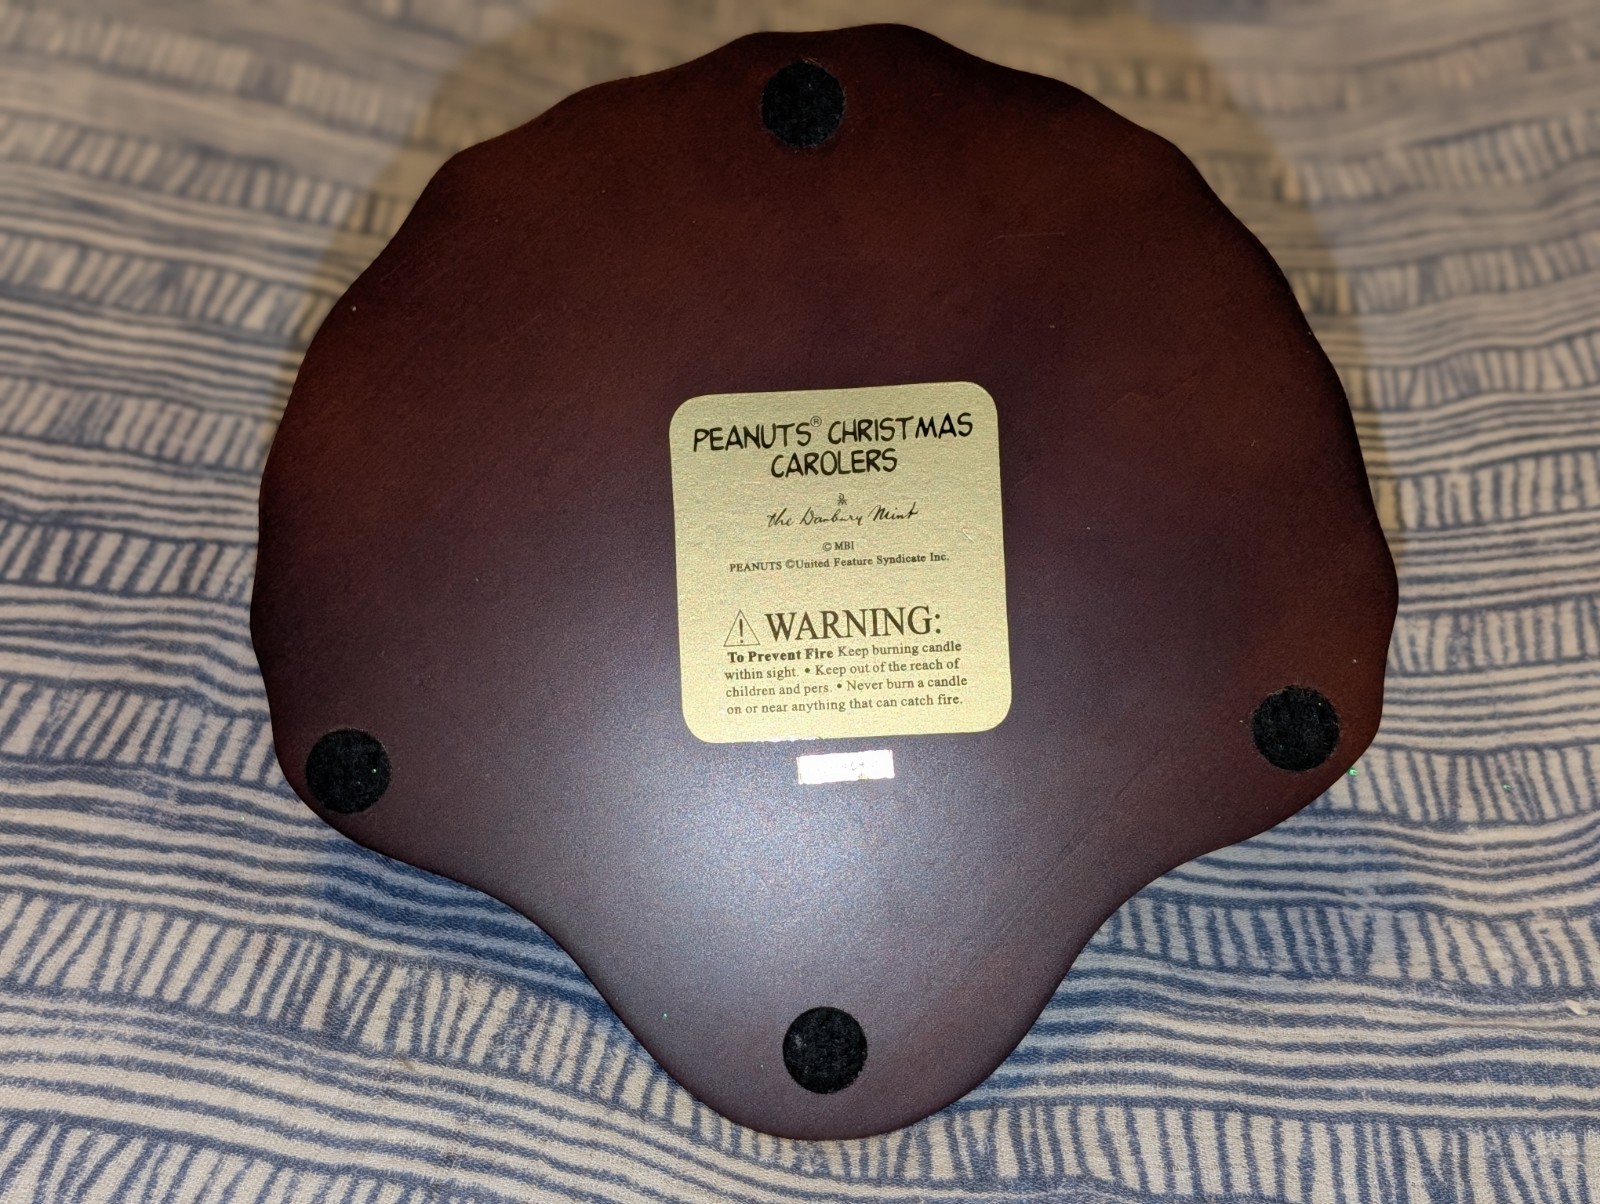 PEANUTS® CHRISTMAS
CAROLERS
the Danbury Mint
© MBI
PEANUTS ©United Feature Syndicate Inc.
WARNING:
To Prevent Fire Keep burning candle
within sight. • Keep out of the reach of
children and pers. • Never burn a candle
on or near anything that can catch fire.